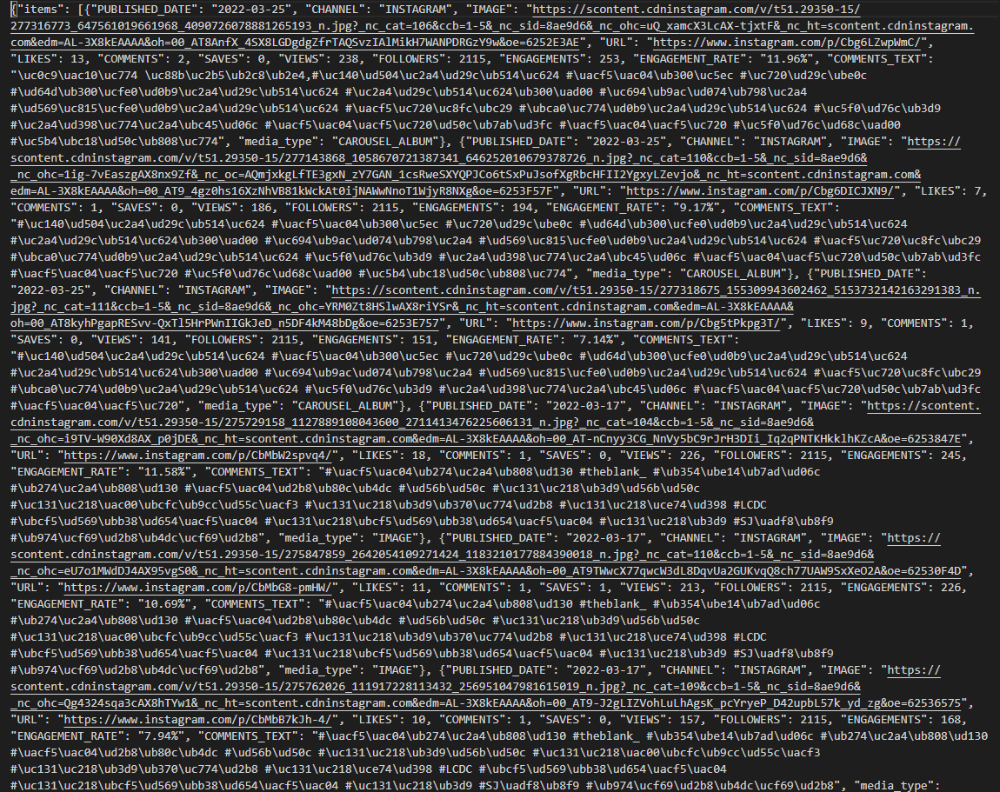 {"items": [{"PUBLISHED_DATE": "2022-03-25", "CHANNEL": "INSTAGRAM", "IMAGE": "https://scontent.cdninstagram.com/v/t51.29350-15/
277316773_647561019661968_4090726078881265193_n.jpg?_nc_cat=106&ccb=1-5&_nc_sid=8ae9d6&_nc_ohc=uQ_xamcX3LcAX-tjxtF&_nc_ht=scontent.cdninstagram.
com&edm=AL-3X8kEAAAA&oh=00_AT8AnfX_4SX8LGDgdgZfrTAQSvzIAlMikH7WANPDRGzY9w&oe=6252E3AE", "URL": "https://www.instagram.com/p/Cbg6LZwpWmC/",
"LIKES": 13, "COMMENTS": 2, "SAVES": 0, "VIEWS": 238, "FOLLOWERS": 2115, "ENGAGEMENTS": 253, "ENGAGEMENT_RATE": "11.96%", "COMMENTS_TEXT":
"\uc0c9\uac10\uc774 \uc88b\uc2b5\ub2c8\ub2e4,#\uc140\ud504\uc2a4\ud29c\ub514\uc624 #\uacf5\uac04\ub300\uc5ec #\uc720\ud29c\ube0c
#\ud64d\ub300\ucfe0\ud0b9\uc2a4\ud29c\ub514\uc624 #\uc2a4\ud29c\ub514\uc624\ub300\uad00 #\uc694\ub9ac\ud074\ub798\uc2a4
#\ud569\uc815\ucfe0\ud0b9\uc2a4\ud29c\ub514\uc624 #\uacf5\uc720\uc8fc\ubc29 #\ubca0\uc774\ud0b9\uc2a4\ud29c\ub514\uc624 #\uc5f0\ud76c\ub3d9
#\uc2a4\ud398\uc774\uc2a4\ubc45\ud06c #\uacf5\uac04\uacf5\uc720\ud50c\ub7ab\ud3fc #\uacf5\uac04\uacf5\uc720 #\uc5f0\ud76c\ud68c\uad00
#\uc5b4\ubc18\ud50c\ub808\uc774", "media_type": "CAROUSEL_ALBUM"}, {"PUBLISHED_DATE": "2022-03-25", "CHANNEL": "INSTAGRAM", "IMAGE": "https://
scontent.cdninstagram.com/v/t51.29350-15/277143868_1058670721387341_646252010679378726_n.jpg?_nc_cat=110&ccb=1-5&_nc_sid=8ae9d6&
_nc_ohc=1ig-7vEaszgAX8nx9Zf&_nc_oc=AQmjxkgLfTE3gxN_zY7GAN_1csRweSXYQPJCo6tSxPuJsofXgRbcHFII2YgxyLZevjo&_nc_ht=scontent.cdninstagram.com&
edm=AL-3X8kEAAAA&oh=00_AT9_4gz0hs16XzNhVB81kWckAt0ijNAWwNnoT1WjyR8NXg&oe=6253F57F", "URL": "https://www.instagram.com/p/Cbg6DICJXN9/", "LIKES": 7,
"COMMENTS": 1, "SAVES": 0, "VIEWS": 186, "FOLLOWERS": 2115, "ENGAGEMENTS": 194, "ENGAGEMENT_RATE": "9.17%", "COMMENTS_TEXT":
"#\uc140\ud504\uc2a4\ud29c\ub514\uc624 #\uacf5\uac04\ub300\uc5ec #\uc720\ud29c\ube0c #\ud64d\ub300\ucfe0\ud0b9\uc2a4\ud29c\ub514\uc624
#\uc2a4\ud29c\ub514\uc624\ub300\uad00 #\uc694\ub9ac\ud074\ub798\uc2a4 #\ud569\uc815\ucfe0\ud0b9\uc2a4\ud29c\ub514\uc624 #\uacf5\uc720\uc8fc\ubc29
#\ubca0\uc774\ud0b9\uc2a4\ud29c\ub514\uc624 #\uc5f0\ud76c\ub3d9 #\uc2a4\ud398\uc774\uc2a4\ubc45\ud06c #\uacf5\uac04\uacf5\uc720\ud50c\ub7ab\ud3fc
#\uacf5\uac04\uacf5\uc720 #\uc5f0\ud76c\ud68c\uad00 #\uc5b4\ubc18\ud50c\ub808\uc774", "media_type": "CAROUSEL_ALBUM"}, {"PUBLISHED_DATE":
"2022-03-25", "CHANNEL": "INSTAGRAM", "IMAGE": "https://scontent.cdninstagram.com/v/t51.29350-15/277318675_155309943602462_5153732142163291383_n.
jpg?_nc_cat=111&ccb=1-5&_nc_sid=8ae9d6&_nc_ohc=YRM0Zt8HSlwAX8riYSr&_nc_ht=scontent.cdninstagram.com&edm=AL-3X8kEAAAA&
oh=00_AT8kyhPgapRESvv-QxTl5HrPWnIIGkJeD_n5DF4kM48bDg&oe=6253E757", "URL": "https://www.instagram.com/p/Cbg5tPkpg3T/", "LIKES": 9, "COMMENTS": 1,
"SAVES": 0, "VIEWS": 141, "FOLLOWERS": 2115, "ENGAGEMENTS": 151, "ENGAGEMENT_RATE": "7.14%", "COMMENTS_TEXT":
"#\uc140\ud504\uc2a4\ud29c\ub514\uc624 #\uacf5\uac04\ub300\uc5ec #\uc720\ud29c\ube0c #\ud64d\ub300\ucfe0\ud0b9\uc2a4\ud29c\ub514\uc624
#\uc2a4\ud29c\ub514\uc624\ub300\uad00 #\uc694\ub9ac\ud074\ub798\uc2a4 #\ud569\uc815\ucfe0\ud0b9\uc2a4\ud29c\ub514\uc624 #\uacf5\uc720\uc8fc\ubc29
#\ubca0\uc774\ud0b9\uc2a4\ud29c\ub514\uc624 #\uc5f0\ud76c\ub3d9 #\uc2a4\ud398\uc774\uc2a4\ubc45\ud06c #\uacf5\uac04\uacf5\uc720\ud50c\ub7ab\ud3fc
#\uacf5\uac04\uacf5\uc720", "media_type": "CAROUSEL_ALBUM"}, {"PUBLISHED_DATE": "2022-03-17", "CHANNEL": "INSTAGRAM", "IMAGE": "https://scontent.
cdninstagram.com/v/t51.29350-15/275729158_1127889108043600_2711413476225606131_n.jpg?_nc_cat=104&ccb=1-5&_nc_sid=8ae9d6&
_nc_ohc=i9TV-W90Xd8AX_p0jDE&_nc_ht=scontent.cdninstagram.com&edm=AL-3X8kEAAAA&oh=00_AT-nCnyy3CG_NnVy5bC9rJrH3DIi_Iq2qPNTKHkklhKZcA&oe=6253847E",
"URL": "https://www.instagram.com/p/CbMbW2spvq4/", "LIKES": 18, "COMMENTS": 1, "SAVES": 0, "VIEWS": 226, "FOLLOWERS": 2115, "ENGAGEMENTS": 245,
"ENGAGEMENT_RATE": "11.58%", "COMMENTS_TEXT": "#\uacf5\uac04\ub274\uc2a4\ub808\ud130 #theblank_ #\ub354\ube14\ub7ad\ud06c
#\ub274\uc2a4\ub808\ud130 #\uacf5\uac04\ud2b8\ub80c\ub4dc #\ud56b\ud50c #\uc131\uc218\ub3d9\ud56b\ud50c
#\uc131\uc218\uac00\ubcfc\ub9cc\ud55c\uacf3 #\uc131\uc218\ub3d9\ub370\uc774\ud2b8 #\uc131\uc218\uce74\ud398 #LCDC
#\ubcf5\ud569\ubb38\ud654\uacf5\uac04 #\uc131\uc218\ubcf5\ud569\ubb38\ud654\uacf5\uac04 #\uc131\uc218\ub3d9 #SJ\uadf8\ub8f9
#\ub974\ucf69\ud2b8\ub4dc\ucf69\ud2b8", "media_type": "IMAGE"}, {"PUBLISHED_DATE": "2022-03-17", "CHANNEL": "INSTAGRAM", "IMAGE": "https://
scontent.cdninstagram.com/v/t51.29350-15/275847859_2642054109271424_1183210177884390018_n.jpg?_nc_cat=110&ccb=1-5&_nc_sid=8ae9d6&
_nc_ohc=eU7o1MWdDJ4AX95vgS0&_nc_ht=scontent.cdninstagram.com&edm=AL-3X8kEAAAA&oh=00_AT9TWwcX77qwcW3dL8DqvUa2GUKvqQ8ch77UAW9SxXeO2A&oe=62530F4D",
"URL": "https://www.instagram.com/p/CbMbG8-pmHW/", "LIKES": 11, "COMMENTS": 1, "SAVES": 1, "VIEWS": 213, "FOLLOWERS": 2115, "ENGAGEMENTS": 226,
"ENGAGEMENT_RATE": "10.69%", "COMMENTS_TEXT": "#\uacf5\uac04\ub274\uc2a4\ub808\ud130 #theblank_ #\ub354\ube14\ub7ad\ud06c
#\ub274\uc2a4\ub808\ud130 #\uacf5\uac04\ud2b8\ub80c\ub4dc #\ud56b\ud50c #\uc131\uc218\ub3d9\ud56b\ud50c
#\uc131\uc218\uac00\ubcfc\ub9cc\ud55c\uacf3 #\uc131\uc218\ub3d9\ub370\uc774\ud2b8 #\uc131\uc218\uce74\ud398 #LCDC
#\ubcf5\ud569\ubb38\ud654\uacf5\uac04 #\uc131\uc218\ubcf5\ud569\ubb38\ud654\uacf5\uac04 #\uc131\uc218\ub3d9 #SJ\uadf8\ub8f9
#\ub974\ucf69\ud2b8\ub4dc\ucf69\ud2b8", "media_type": "IMAGE"}, {"PUBLISHED_DATE": "2022-03-17", "CHANNEL": "INSTAGRAM", "IMAGE": "https://
scontent.cdninstagram.com/v/t51.29350-15/275762026_111917228113432_256951047981615019_n.jpg?_nc_cat=109&ccb=1-5&_nc_sid=8ae9d6&
_nc_ohc=Qg4324sqa3cAX8hTYw1&_nc_ht=scontent.cdninstagram.com&edm=AL-3X8kEAAAA&oh=00_AT9-J2gLIZVohLuLhAgsK_pcYryeP_D42upbL57k_yd_zg&oe=62536575",
"URL": "https://www.instagram.com/p/CbMbB7kJh-4/", "LIKES": 10, "COMMENTS": 1, "SAVES": 0, "VIEWS": 157, "FOLLOWERS": 2115, "ENGAGEMENTS": 168,
"ENGAGEMENT_RATE": "7.94%", "COMMENTS_TEXT": "#\uacf5\uac04\ub274\uc2a4\ub808\ud130 #theblank_ #\ub354\ube14\ub7ad\ud06c #\ub274\uc2a4\ub808\ud130
#\uacf5\uac04\ud2b8\ub80c\ub4dc #\ud56b\ud50c #\uc131\uc218\ub3d9\ud56b\ud50c #\uc131\uc218\uac00\ubcfc\ub9cc\ud55c\uacf3
#\uc131\uc218\ub3d9\ub370\uc774\ud2b8 #\uc131\uc218\uce74\ud398 #LCDC #\ubcf5\ud569\ubb38\ud654\uacf5\uac04
#\uc131\uc218\ubcf5\ud569\ubb38\ud654\uacf5\uac04 #\uc131\uc218\ub3d9 #SJ\uadf8\ub8f9 #\ub974\ucf69\ud2b8\ub4dc\ucf69\ud2b8", "media_type":